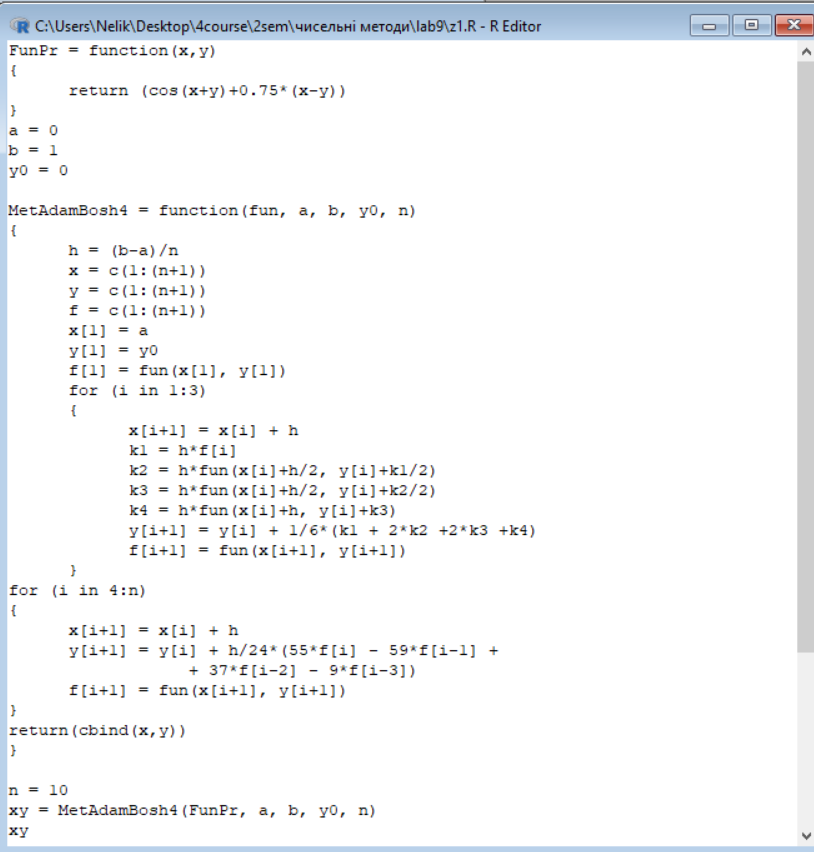 C:\Users\Nelik\Desktop\4course\2sem\чисельні методи\lab9\z1.R - R Editor
FunPr = function(x,y)
{
      return (cos(x+y)+0.75*(x-y))
}
a = 0
b = 1
y0 = 0

MetAdamBosh4 = function(fun, a, b, y0, n)
{
      h = (b-a)/n
      x = c(1:(n+1))
      y = c(1:(n+1))
      f = c(1:(n+1))
      x[1] = a
      y[1] = y0
      f[1] = fun(x[1], y[1])
      for (i in 1:3)
      {
            x[i+1] = x[i] + h
            k1 = h*f[i]
            k2 = h*fun(x[i]+h/2, y[i]+k1/2)
            k3 = h*fun(x[i]+h/2, y[i]+k2/2)
            k4 = h*fun(x[i]+h, y[i]+k3)
            y[i+1] = y[i] + 1/6*(k1 + 2*k2 +2*k3 +k4)
            f[i+1] = fun(x[i+1], y[i+1])
      }
for (i in 4:n)
{
      x[i+1] = x[i] + h
      y[i+1] = y[i] + h/24*(55*f[i] - 59*f[i-1] +
                  + 37*f[i-2] - 9*f[i-3])
      f[i+1] = fun(x[i+1], y[i+1])
}
return(cbind(x,y))
}

n = 10
xy = MetAdamBosh4(FunPr, a, b, y0, n)
xy